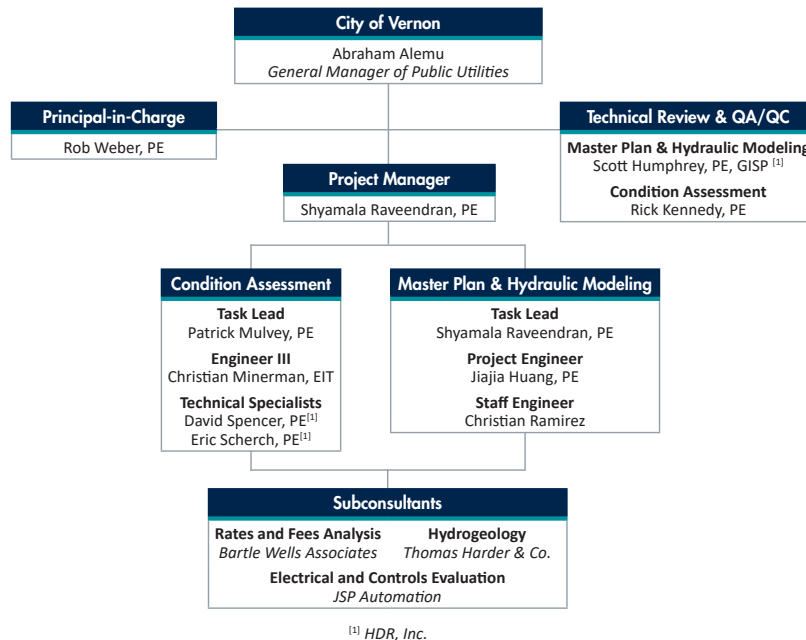 City of Vernon
Abraham Alemu
General Manager of Public Utilities
Principal-in-Charge
Rob Weber, PE
Technical Review & QA/QC
Master Plan & Hydraulic Modeling
Scott Humphrey, PE, GISP [1]
Condition Assessment
Rick Kennedy, PE
Project Manager
Shyamala Raveendran, PE
Condition Assessment
Task Lead
Patrick Mulvey, PE
Engineer III
Christian Minerman, EIT
Technical Specialists
David Spencer, PE[1]
Eric Scherch, PE[1]
Master Plan & Hydraulic Modeling
Task Lead
Shyamala Raveendran, PE
Project Engineer
Jiajia Huang, PE
Staff Engineer
Christian Ramirez
Subconsultants
Rates and Fees Analysis
Bartle Wells Associates
Hydrogeology
Thomas Harder & Co.
Electrical and Controls Evaluation
JSP Automation
[1] HDR, Inc.